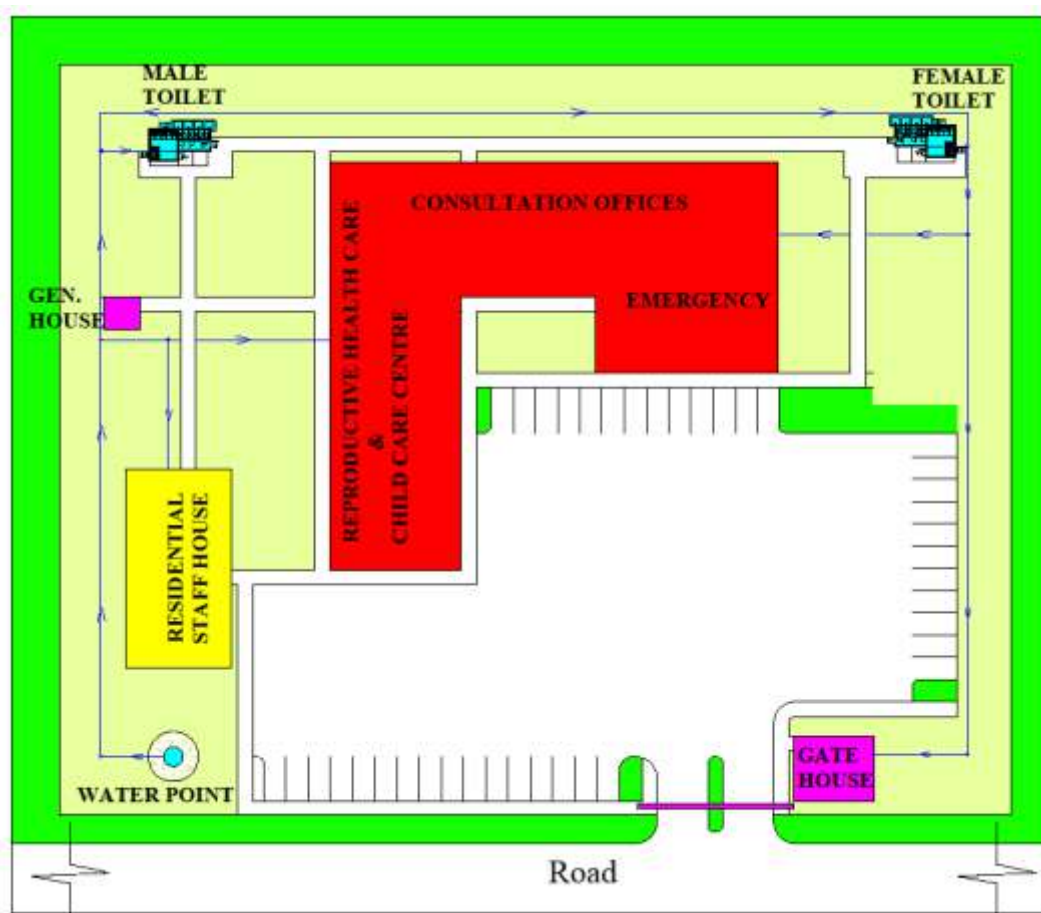 MALE
TOILET
FEMALE
TOILET
CONSULTATION OFFICES
REPRODUCTIVE HEALTH CARE
&
CHILD CARE CENTRE
GEN.
HOUSE
EMERGENCY
RESIDENTIAL
STAFF HOUSE
WATER POINT
GATE
HOUSE
Road